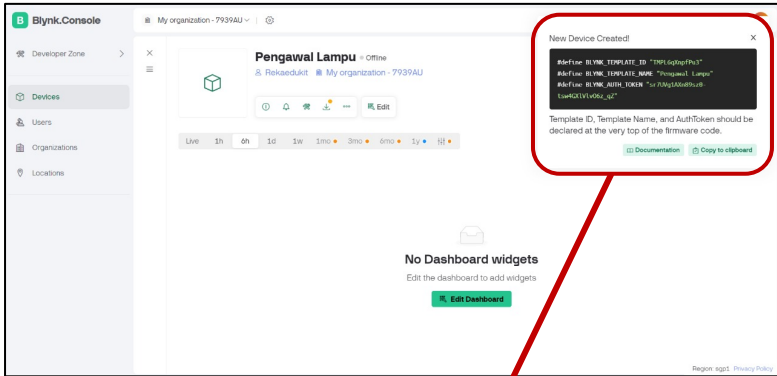 B Blynk.Console
My organization - 7939AU
Developer Zone
Devices
Users
Organizations
Locations
Pengawal Lampu Offline
Rekaedukit My organization - 7939AU
Edit
Live 1h 6h 1d 1w 1mo 3mo 6mo 1y
No Dashboard widgets
Edit the dashboard to add widgets
Edit Dashboard
New Device Created!
#define BLYNK_TEMPLATE_ID "TMPL6qXnpfPu3"
#define BLYNK_TEMPLATE_NAME "Pengawal Lampu"
#define BLYNK_AUTH_TOKEN
Template ID, Template Name, and AuthToken should be
declared at the very top of the firmware code.
Documentation Copy to clipboard
Region: sgp1 Privacy Policy